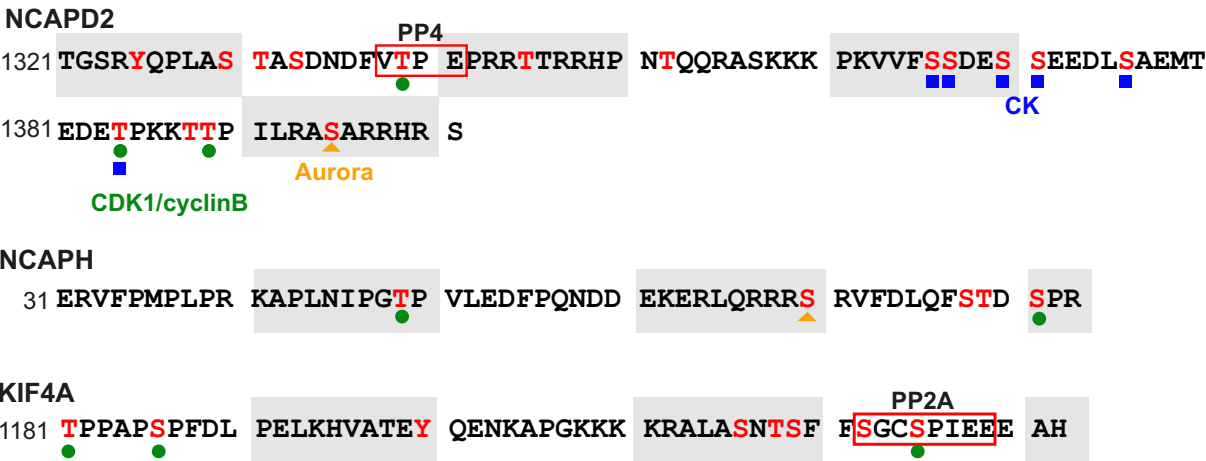 NCAPD2
PP4
1321 TGSRYQPLAS TASDNDFVTP EPRRTTRRHP NTQQRASKKK PKVVFSSDES SEEDLSAEMT
CK
1381 EDETPKKTTP ILRASARRHR S
Aurora
CDK1/cyclinB
NCAPH
31 ERVFPMPLPR KAPLNIPGTP VLEDFPQNDD EKERLQRRRS RVFDLQFSTD SPR
KIF4A
PP2A
1181 TPPAPSPFDL PELKHVATEY QENKAPGKKK KRALASNTSF FSGCSPIEEE AH